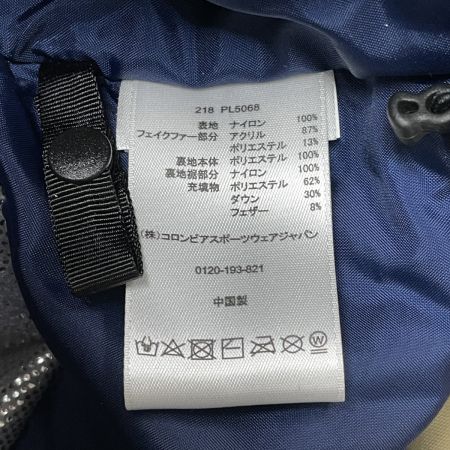 218 PL5068
表地 ナイロン 100%
フェイクファー部分 アクリル 87%
ポリエステル 13%
裏地本体 ポリエステル 100%
裏地裾部分 ナイロン 100%
充填物 ポリエステル 62%
ダウン 30%
フェザー 8%
(株)コロンビアスポーツウェアジャパン
0120-193-821
中国製